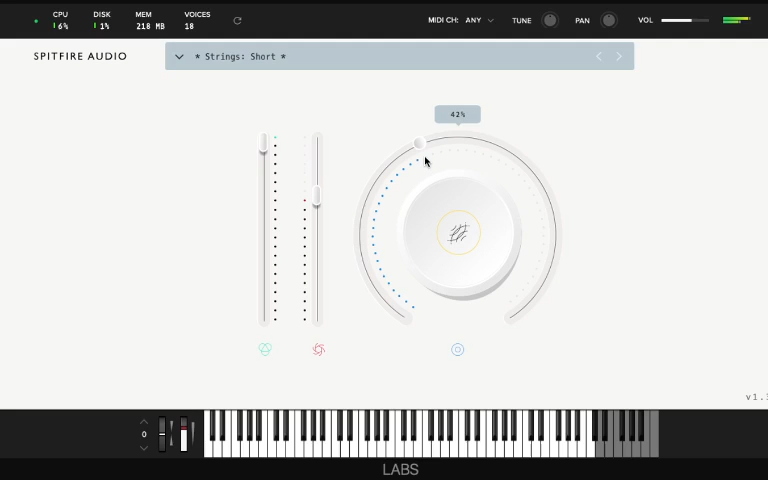 CPU DISK MEM VOICES
6% 1% 218 MB 18
MIDI CH: ANY TUNE PAN VOL
SPITFIRE AUDIO
* Strings: Short *
42%
v1.
0
LABS